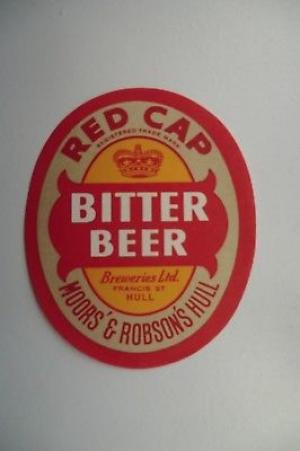 RED CAP
REGISTERED TRADE MARK
BITTER
BEER
Breweries Ltd.
FRANCIS ST
HULL
MOORS' & ROBSON'S HULL